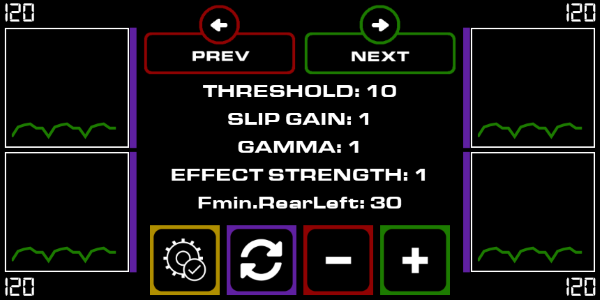 120 120
PREV NEXT
THRESHOLD: 10
SLIP GAIN: 1
GAMMA: 1
EFFECT STRENGTH: 1
Fmin.RearLeft: 30
120 120